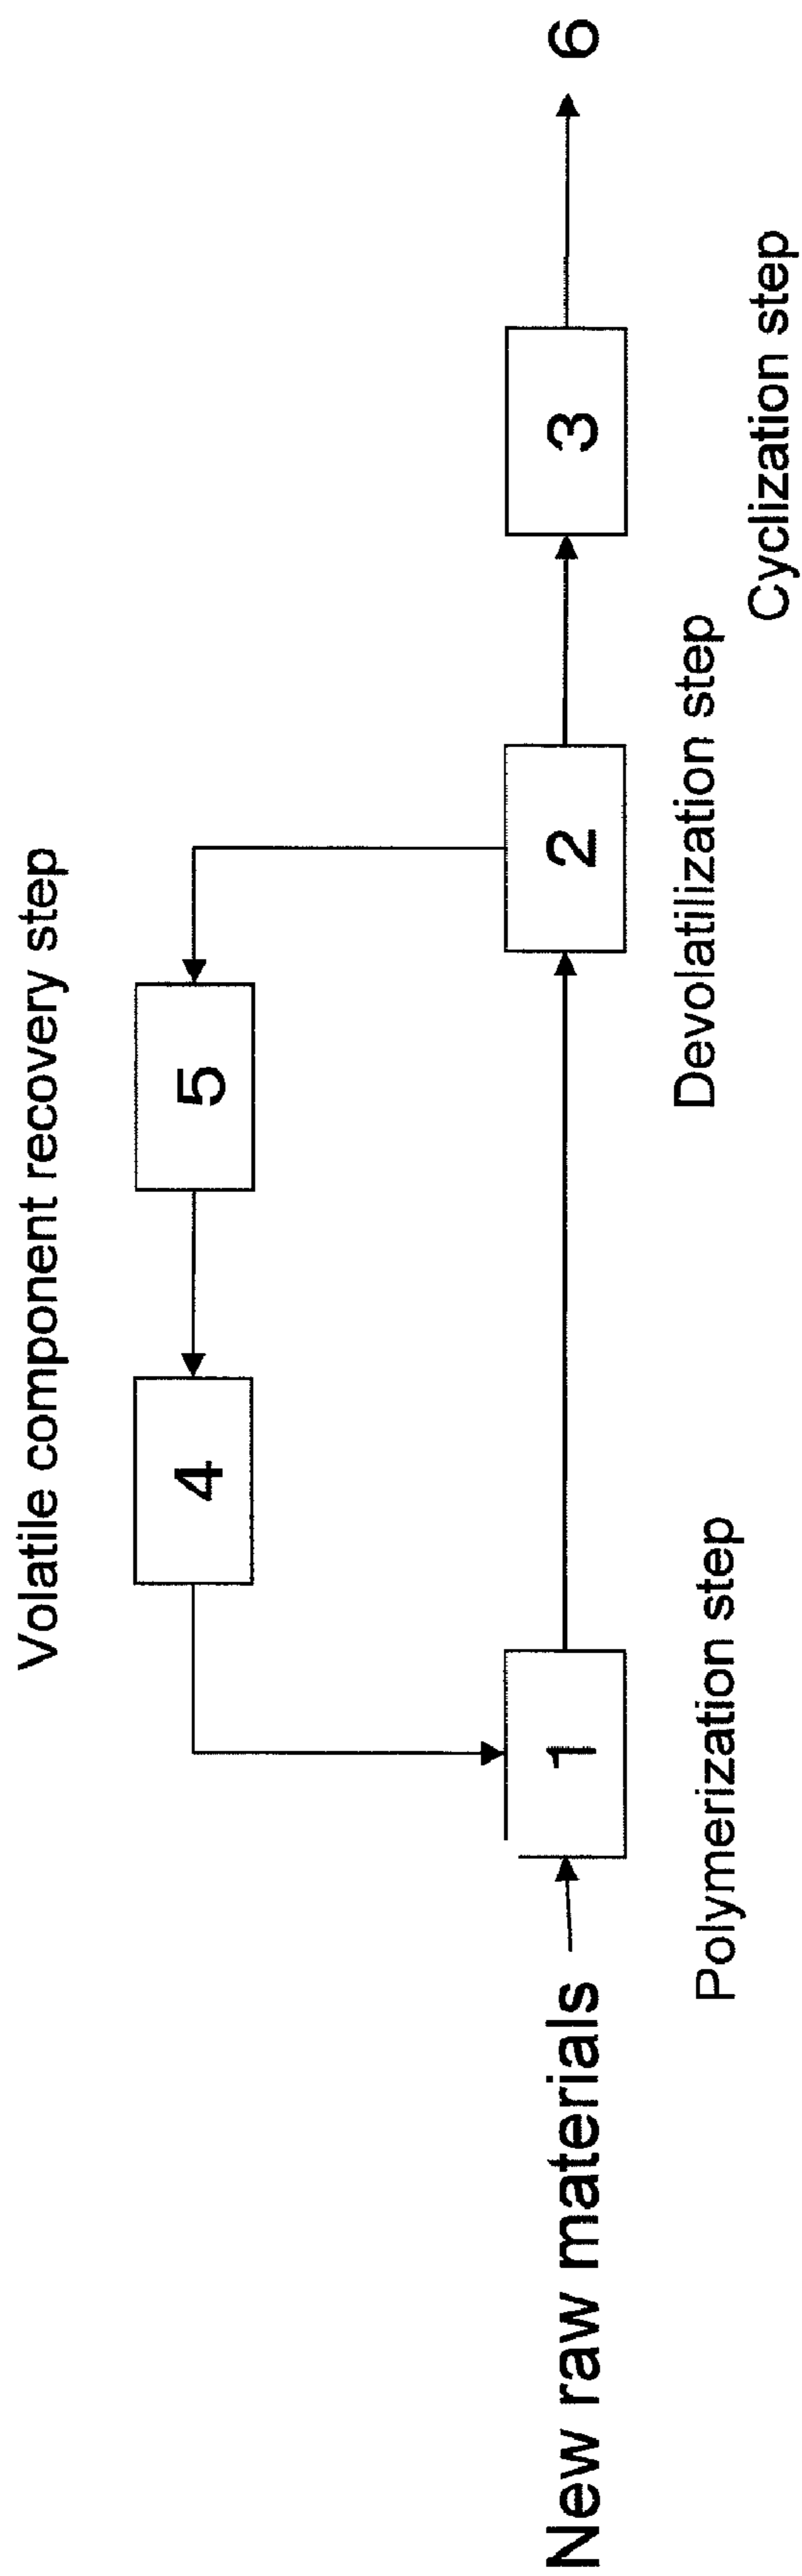 Volatile component recovery step
4
5
New raw materials
1
2
3
6
Polymerization step
Devolatilization step
Cyclization step